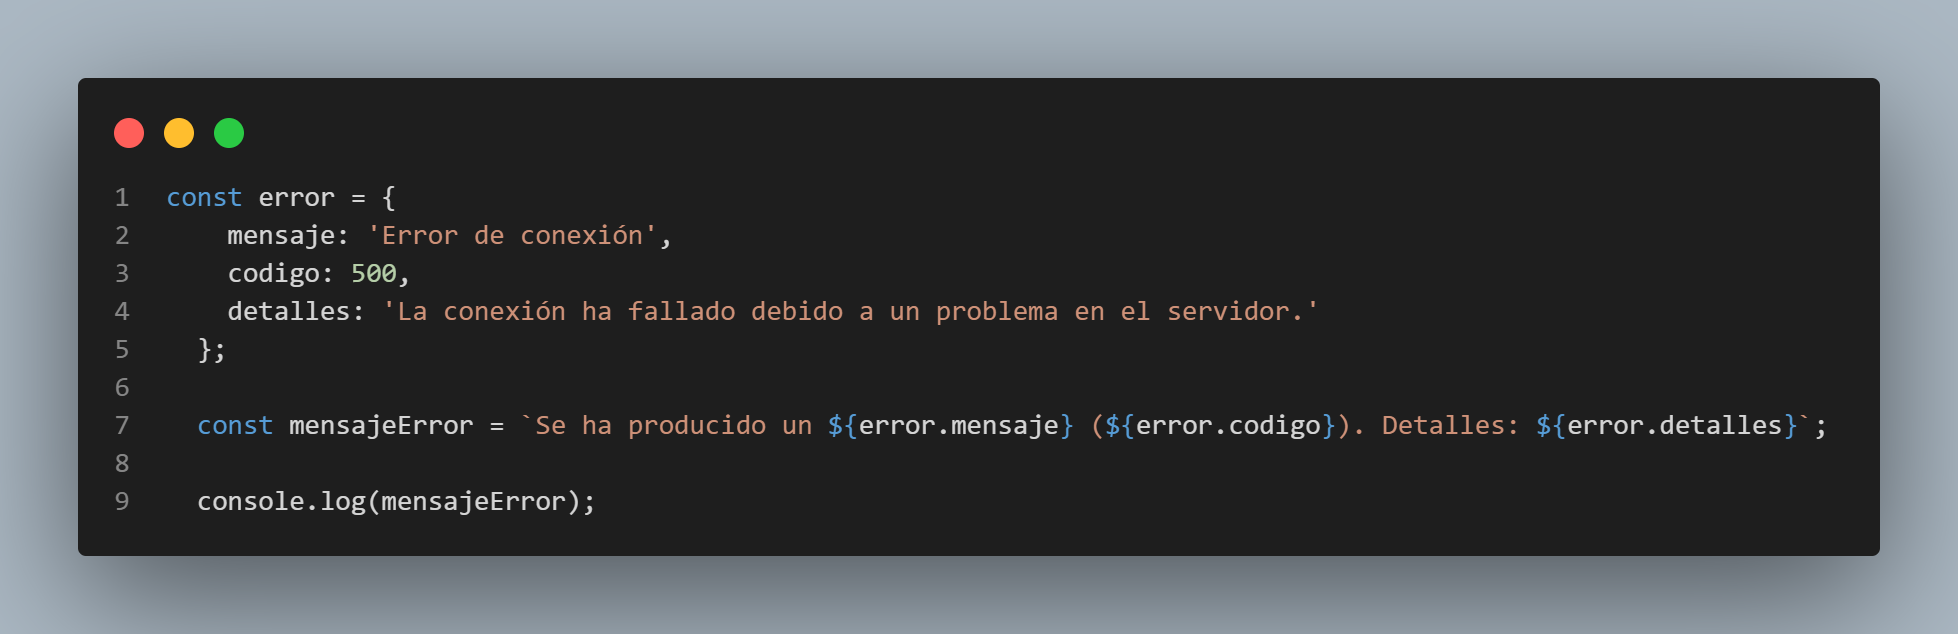 1 const error = {
2 mensaje: 'Error de conexión',
3 codigo: 500,
4 detalles: 'La conexión ha fallado debido a un problema en el servidor.'
5 };
6
7 const mensajeError = `Se ha producido un ${error.mensaje} (${error.codigo}). Detalles: ${error.detalles}`;
8
9 console.log(mensajeError);